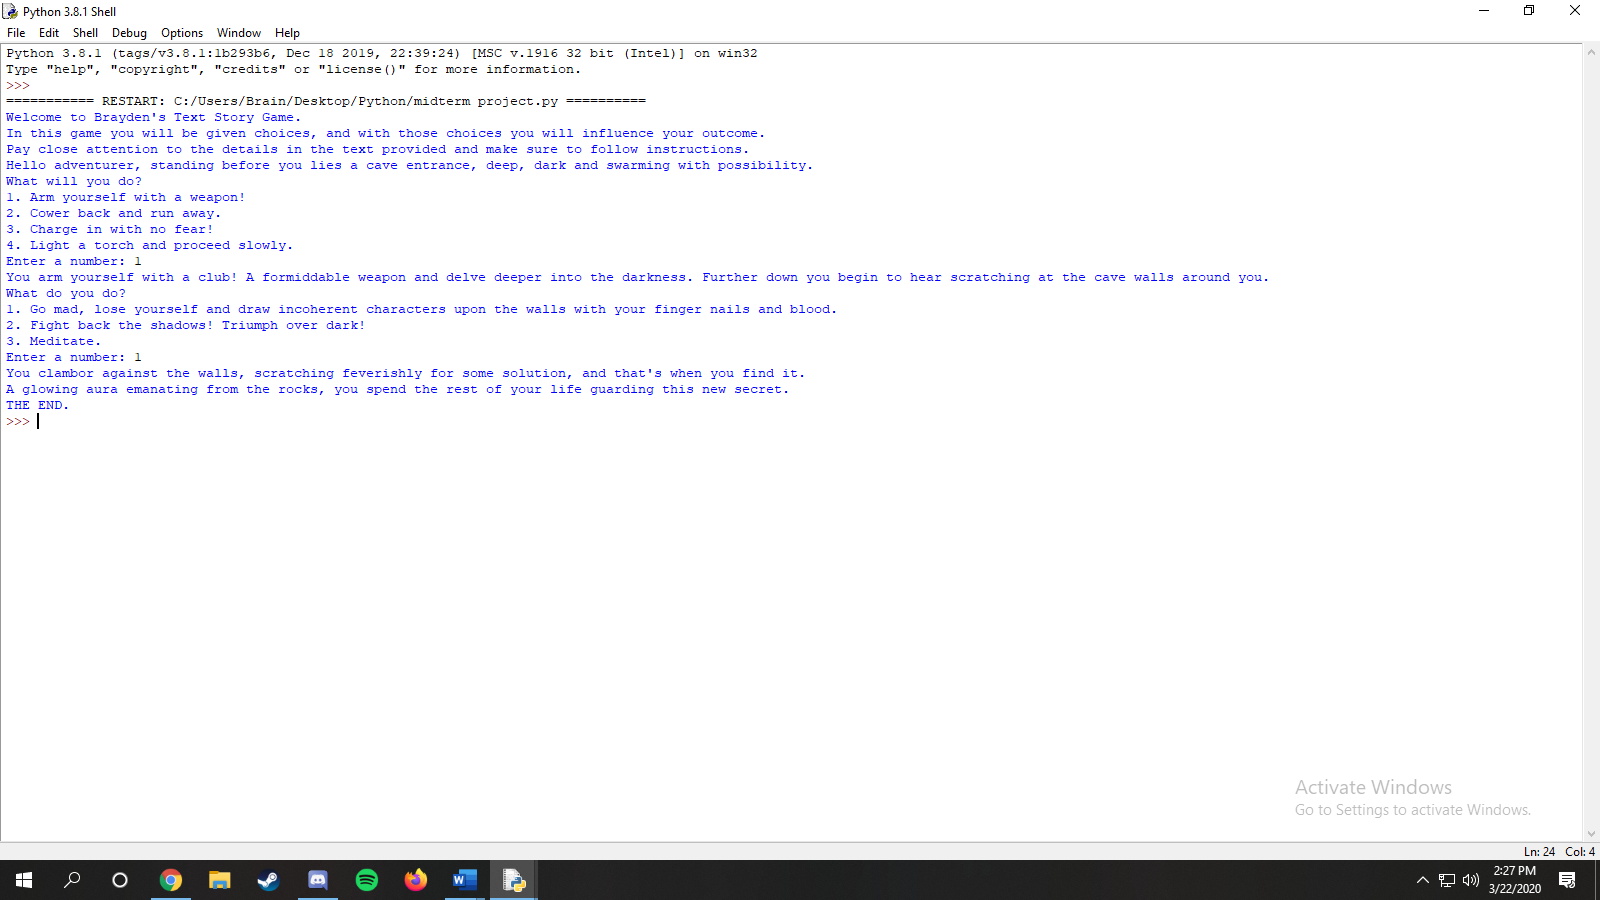 Python 3.8.1 Shell
File Edit Shell Debug Options Window Help
Python 3.8.1 (tags/v3.8.1:1b293b6, Dec 18 2019, 22:39:24) [MSC v.1916 32 bit (Intel)] on win32
Type "help", "copyright", "credits" or "license()" for more information.
>>>
=========== RESTART: C:/Users/Brain/Desktop/Python/midterm project.py ==========
Welcome to Brayden's Text Story Game.
In this game you will be given choices, and with those choices you will influence your outcome.
Pay close attention to the details in the text provided and make sure to follow instructions.
Hello adventurer, standing before you lies a cave entrance, deep, dark and swarming with possibility.
What will you do?
1. Arm yourself with a weapon!
2. Cower back and run away.
3. Charge in with no fear!
4. Light a torch and proceed slowly.
Enter a number: 1
You arm yourself with a club! A formiddable weapon and delve deeper into the darkness. Further down you begin to hear scratching at the cave walls around you.
What do you do?
1. Go mad, lose yourself and draw incoherent characters upon the walls with your finger nails and blood.
2. Fight back the shadows! Triumph over dark!
3. Meditate.
Enter a number: 1
You clambor against the walls, scratching feverishly for some solution, and that's when you find it.
A glowing aura emanating from the rocks, you spend the rest of your life guarding this new secret.
THE END.
>>>
Activate Windows
Go to Settings to activate Windows.
Ln: 24 Col: 4
2:27 PM
3/22/2020